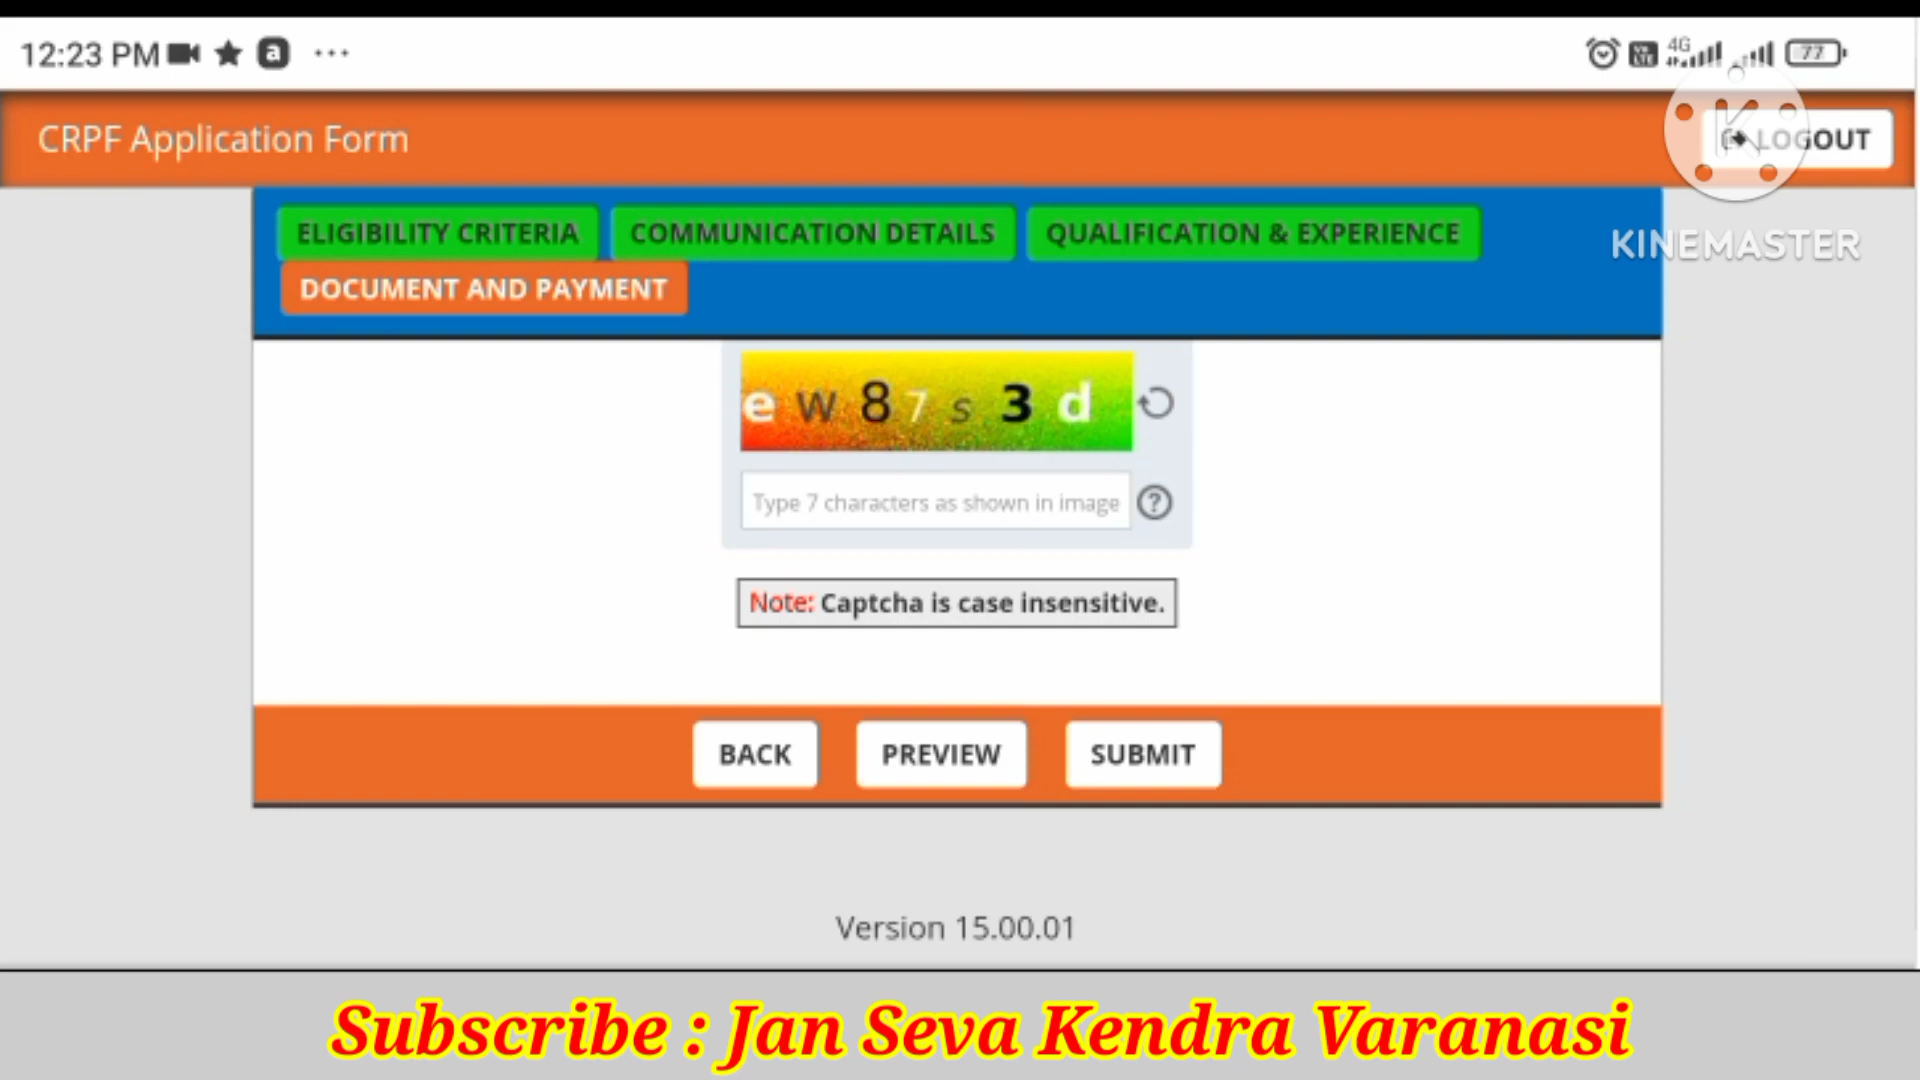 12:23 PM
4G
77
CRPF Application Form
LOGOUT
ELIGIBILITY CRITERIA
COMMUNICATION DETAILS
QUALIFICATION & EXPERIENCE
KINEMASTER
DOCUMENT AND PAYMENT
e w 8 7 s 3 d
Type 7 characters as shown in image
Note: Captcha is case insensitive.
BACK
PREVIEW
SUBMIT
Version 15.00.01
Subscribe : Jan Seva Kendra Varanasi